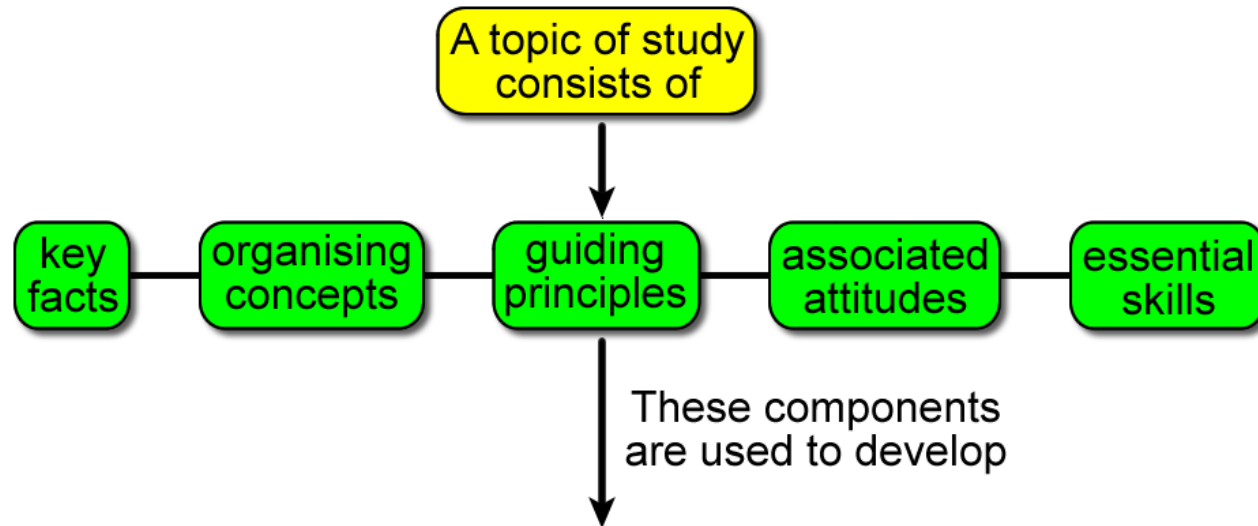 A topic of study
consists of
key
facts
organising
concepts
guiding
principles
associated
attitudes
essential
skills
These components
are used to develop